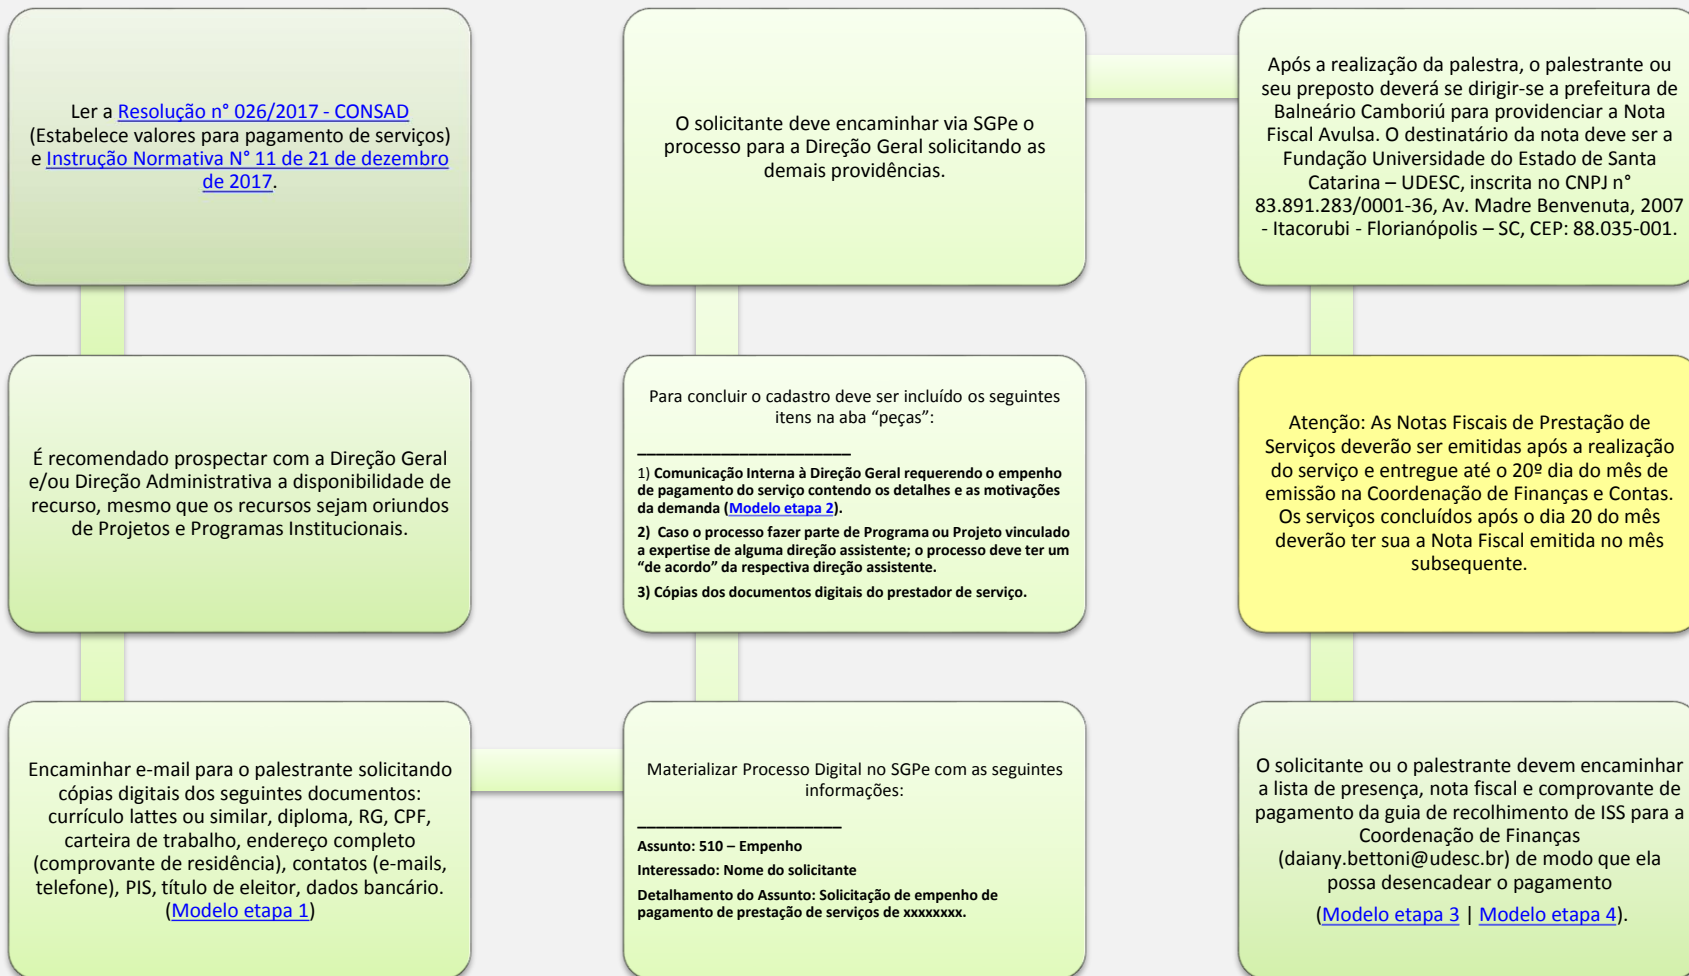 Ler a Resolução n° 026/2017 - CONSAD
(Estabelece valores para pagamento de serviços)
e Instrução Normativa N° 11 de 21 de dezembro
de 2017.
É recomendado prospectar com a Direção Geral
e/ou Direção Administrativa a disponibilidade de
recurso, mesmo que os recursos sejam oriundos
de Projetos e Programas Institucionais.
Encaminhar e-mail para o palestrante solicitando
cópias digitais dos seguintes documentos:
currículo lattes ou similar, diploma, RG, CPF,
carteira de trabalho, endereço completo
(comprovante de residência), contatos (e-mails,
telefone), PIS, título de eleitor, dados bancário.
(Modelo etapa 1)
Materializar Processo Digital no SGPe com as seguintes
informações:
Assunto: 510 – Empenho
Interessado: Nome do solicitante
Detalhamento do Assunto: Solicitação de empenho de
pagamento de prestação de serviços de xxxxxxxx.
Para concluir o cadastro deve ser incluído os seguintes
itens na aba “peças”:
1) Comunicação Interna à Direção Geral requerendo o empenho
de pagamento do serviço contendo os detalhes e as motivações
da demanda (Modelo etapa 2).
2) Caso o processo fazer parte de Programa ou Projeto vinculado
a expertise de alguma direção assistente; o processo deve ter um
“de acordo” da respectiva direção assistente.
3) Cópias dos documentos digitais do prestador de serviço.
O solicitante deve encaminhar via SGPe o
processo para a Direção Geral solicitando as
demais providências.
Após a realização da palestra, o palestrante ou
seu preposto deverá se dirigir-se a prefeitura de
Balneário Camboriú para providenciar a Nota
Fiscal Avulsa. O destinatário da nota deve ser a
Fundação Universidade do Estado de Santa
Catarina – UDESC, inscrita no CNPJ n°
83.891.283/0001-36, Av. Madre Benvenuta, 2007
- Itacorubi - Florianópolis – SC, CEP: 88.035-001.
Atenção: As Notas Fiscais de Prestação de
Serviços deverão ser emitidas após a realização
do serviço e entregue até o 20º dia do mês de
emissão na Coordenação de Finanças e Contas.
Os serviços concluídos após o dia 20 do mês
deverão ter sua a Nota Fiscal emitida no mês
subsequente.
O solicitante ou o palestrante devem encaminhar
a lista de presença, nota fiscal e comprovante de
pagamento da guia de recolhimento de ISS para a
Coordenação de Finanças
(daiany.bettoni@udesc.br) de modo que ela
possa desencadear o pagamento
(Modelo etapa 3 | Modelo etapa 4).